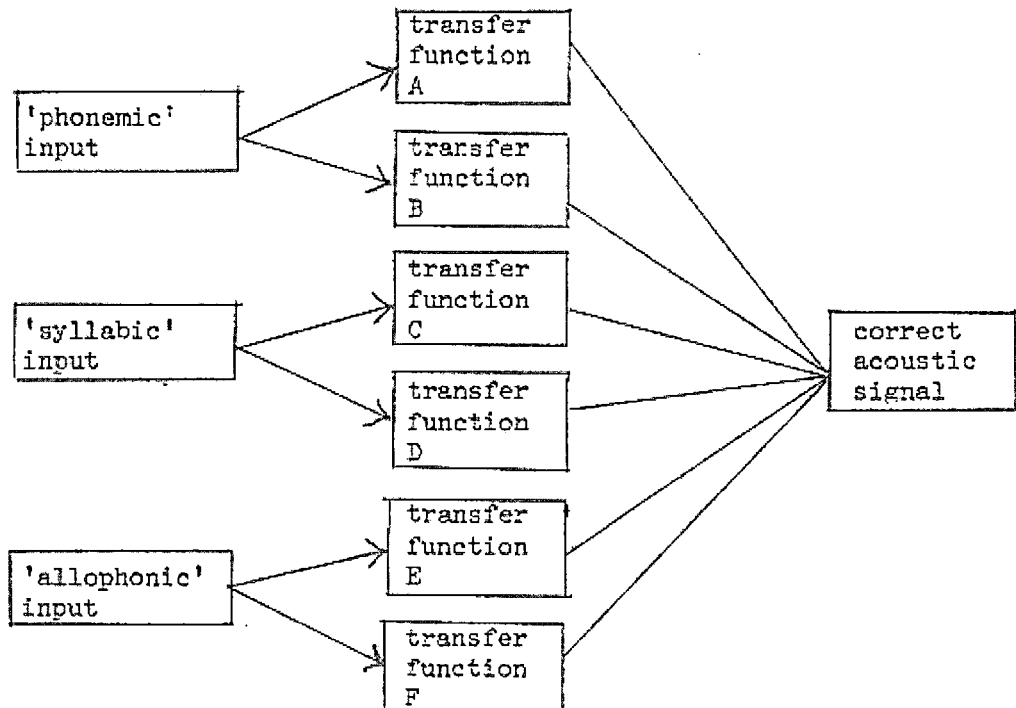 transfer
function
A
'phonemic'
input
transfer
function
B
transfer
function
C
'syllabic'
input
correct
acoustic
signal
transfer
function
D
transfer
function
E
'allophonic'
input
transfer
function
F